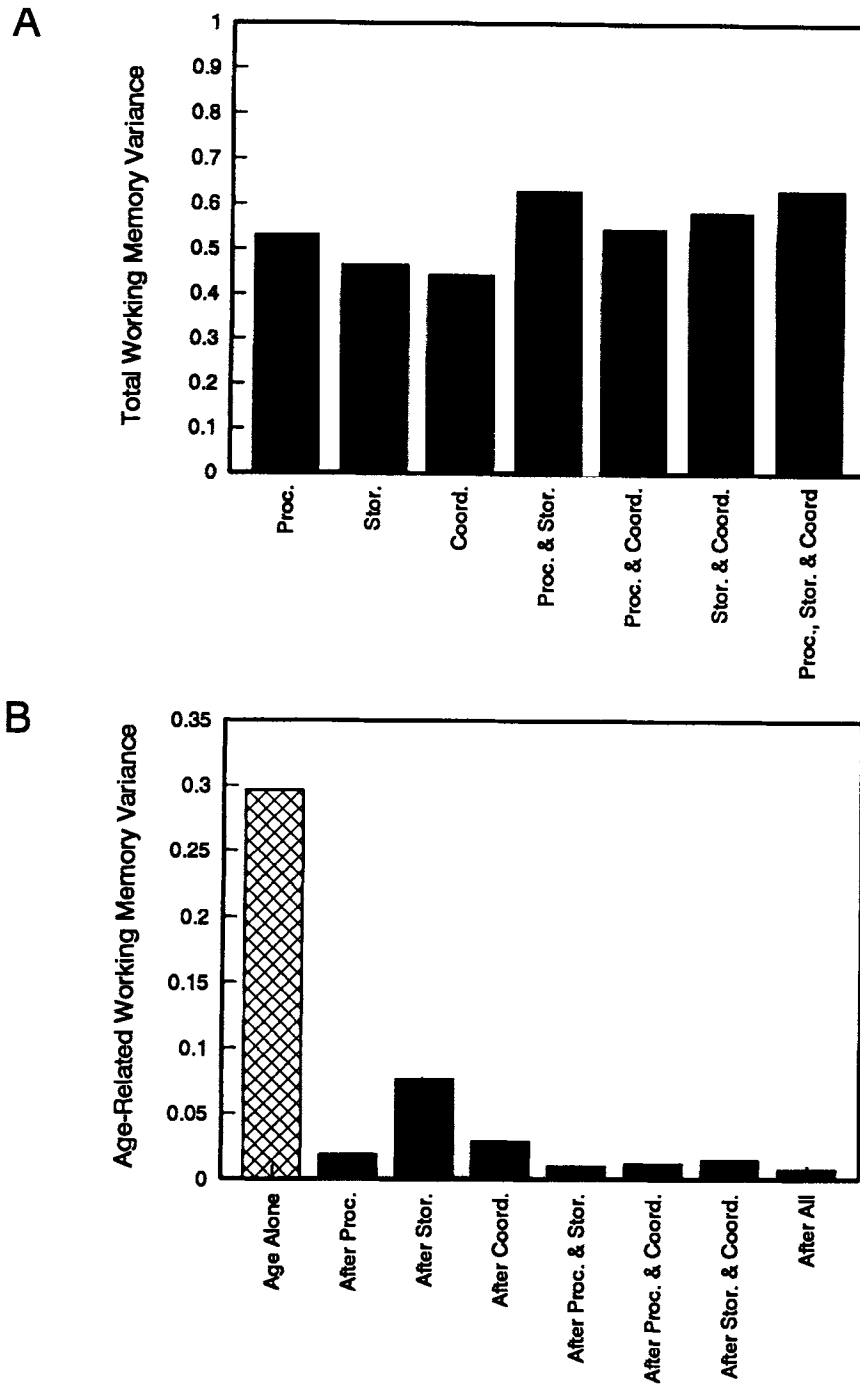 A
Total Working Memory Variance
1
0.9
0.8
0.7
0.6
0.5
0.4
0.3
0.2
0.1
0
Proc.
Stor.
Coord.
Proc. & Stor.
Proc. & Coord.
Stor. & Coord.
Proc., Stor. & Coord
B
Age-Related Working Memory Variance
0.35
0.3
0.25
0.2
0.15
0.1
0.05
0
Age Alone
After Proc.
After Stor.
After Coord.
After Proc. & Stor.
After Proc. & Coord.
After Stor. & Coord.
After All